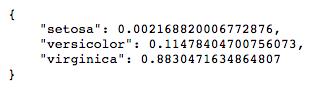 {
"setosa": 0.002168820006772876,
"versicolor": 0.11478404700756073,
"virginica": 0.8830471634864807
}